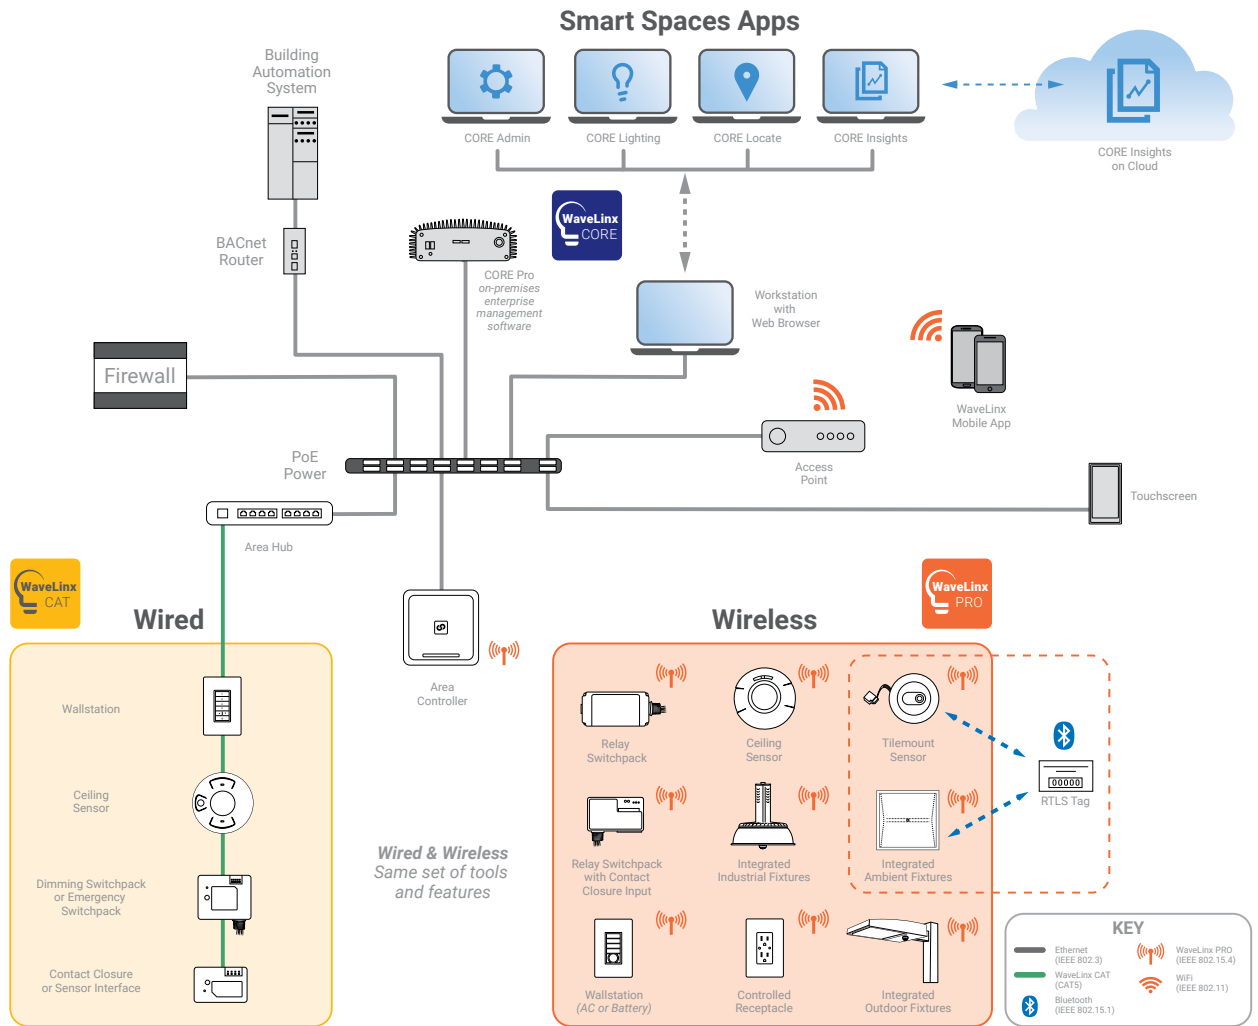 Smart Spaces Apps
Building
Automation
System
CORE Admin
CORE Lighting
CORE Locate
CORE Insights
CORE Insights
on Cloud
WaveLinx
CORE
BACnet
Router
CORE Pro
on-premises
enterprise
management
software
Workstation
with
Web Browser
Firewall
WaveLinx
Mobile App
PoE
Power
Access
Point
Touchscreen
Area Hub
WaveLinx
CAT
Wired
Area
Controller
Wireless
WaveLinx
PRO
Wallstation
Ceiling
Sensor
Dimming Switchpack
or Emergency
Switchpack
Contact Closure
or Sensor Interface
Wired & Wireless
Same set of tools
and features
Relay
Switchpack
Ceiling
Sensor
Tilemount
Sensor
00000
RTLS Tag
Relay Switchpack
with Contact
Closure Input
Integrated
Industrial Fixtures
Integrated
Ambient Fixtures
Wallstation
(AC or Battery)
Controlled
Receptacle
Integrated
Outdoor Fixtures
KEY
Ethernet
(IEEE 802.3)
WaveLinx CAT
(CAT5)
Bluetooth
(IEEE 802.15.1)
WaveLinx PRO
(IEEE 802.15.4)
WiFi
(IEEE 802.11)